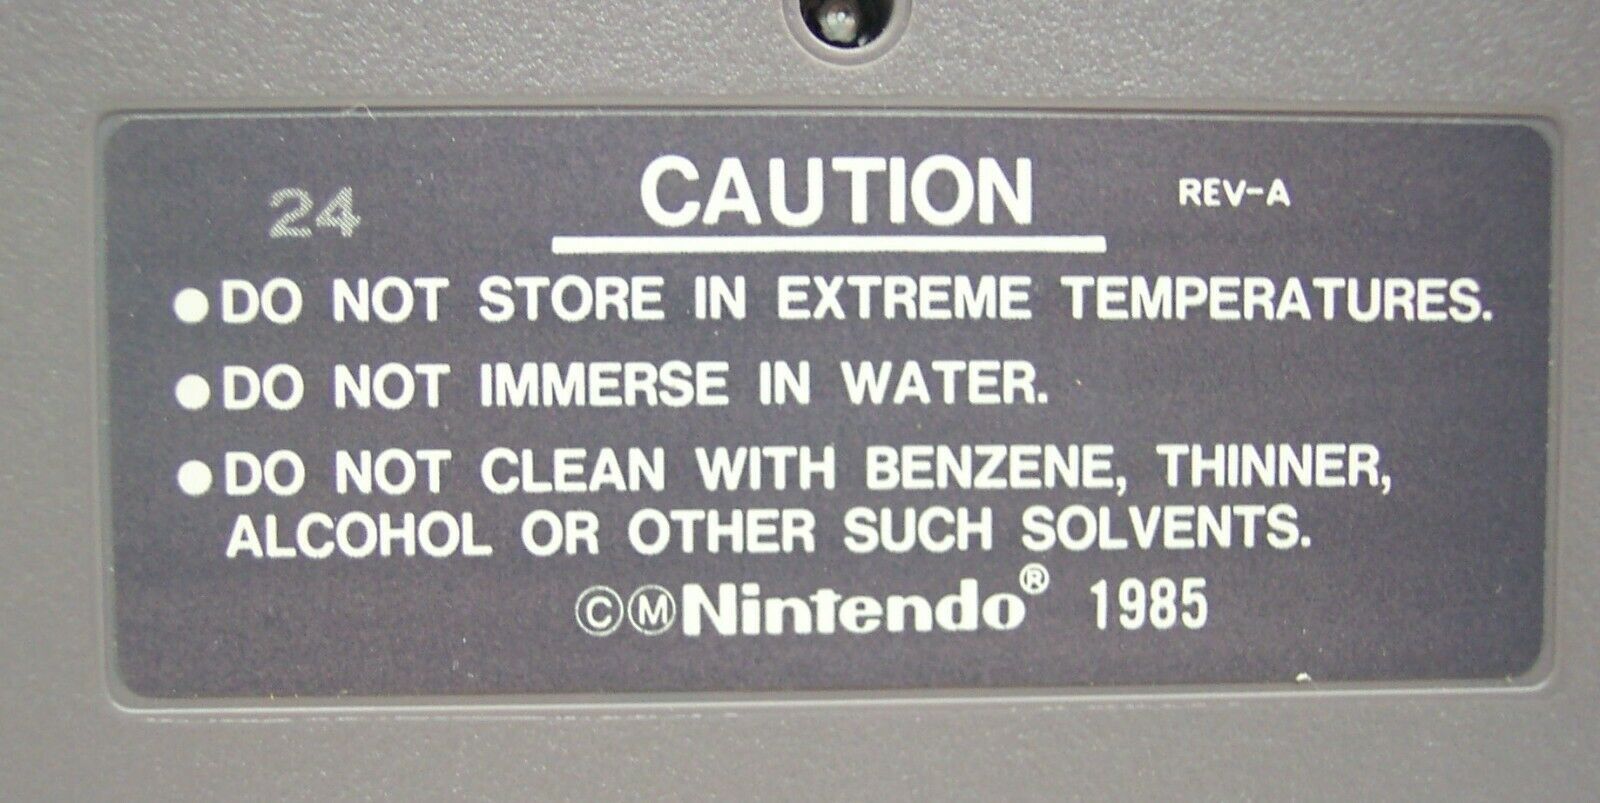 24 CAUTION REV-A
●DO NOT STORE IN EXTREME TEMPERATURES.
●DO NOT IMMERSE IN WATER.
●DO NOT CLEAN WITH BENZENE, THINNER,
ALCOHOL OR OTHER SUCH SOLVENTS.
©ⓂNintendo® 1985